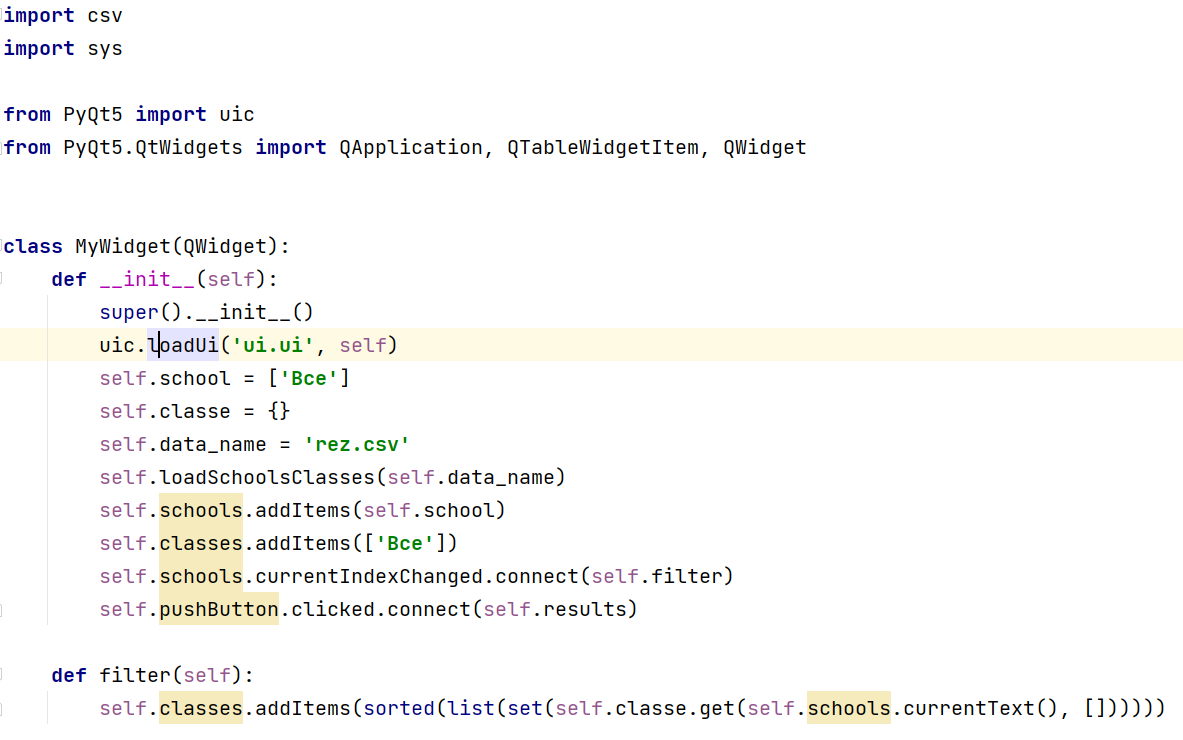 import csv
import sys
from PyQt5 import uic
from PyQt5.QtWidgets import QApplication, QTableWidgetItem, QWidget
class MyWidget(QWidget):
    def __init__(self):
        super().__init__()
        uic.loadUi('ui.ui', self)
        self.school = ['Все']
        self.classe = {}
        self.data_name = 'rez.csv'
        self.loadSchoolsClasses(self.data_name)
        self.schools.addItems(self.school)
        self.classes.addItems(['Все'])
        self.schools.currentIndexChanged.connect(self.filter)
        self.pushButton.clicked.connect(self.results)
    def filter(self):
        self.classes.addItems(sorted(list(set(self.classe.get(self.schools.currentText(), [])))))